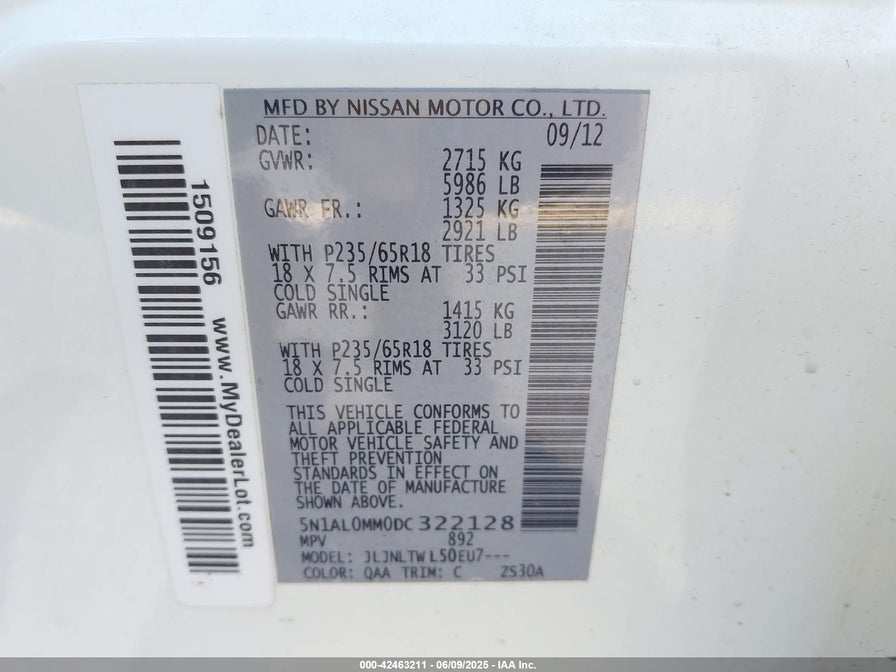 MFD BY NISSAN MOTOR CO., LTD.
DATE: 09/12
GVWR: 2715 KG
5986 LB
GAWR FR.: 1325 KG
2921 LB
WITH P235/65R18 TIRES
18 X 7.5 RIMS AT 33 PSI
COLD SINGLE
GAWR RR.: 1415 KG
3120 LB
WITH P235/65R18 TIRES
18 X 7.5 RIMS AT 33 PSI
COLD SINGLE
THIS VEHICLE CONFORMS TO
ALL APPLICABLE FEDERAL
MOTOR VEHICLE SAFETY AND
THEFT PREVENTION
STANDARDS IN EFFECT ON
THE DATE OF MANUFACTURE
SHOWN ABOVE.
5N1AL0MM0DC322128
MPV 892
MODEL: JLJNLTWL50EU7---
COLOR: QAA TRIM: C ZS30A
1509156 www.MyDealerLot.com
000-42463211 - 06/09/2025 - IAA Inc.